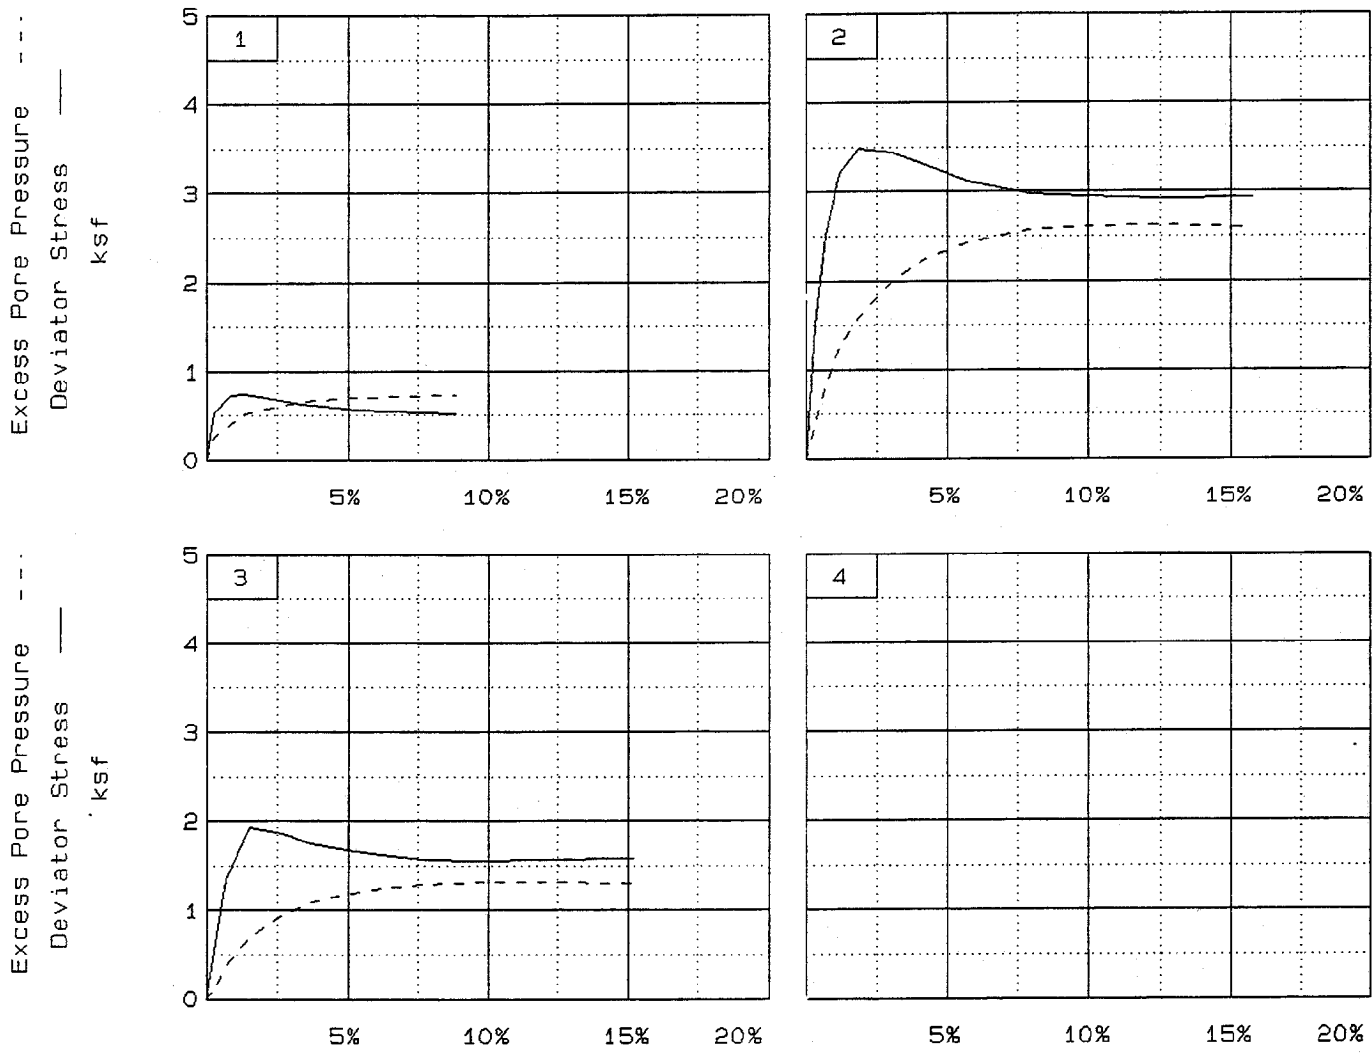 Excess Pore Pressure ---
Deviator Stress ——
ksf
5
4
3
2
1
0
1
5% 10% 15% 20%
2
5% 10% 15% 20%
Excess Pore Pressure ---
Deviator Stress ——
ksf
5
4
3
2
1
0
3
5% 10% 15% 20%
4
5% 10% 15% 20%